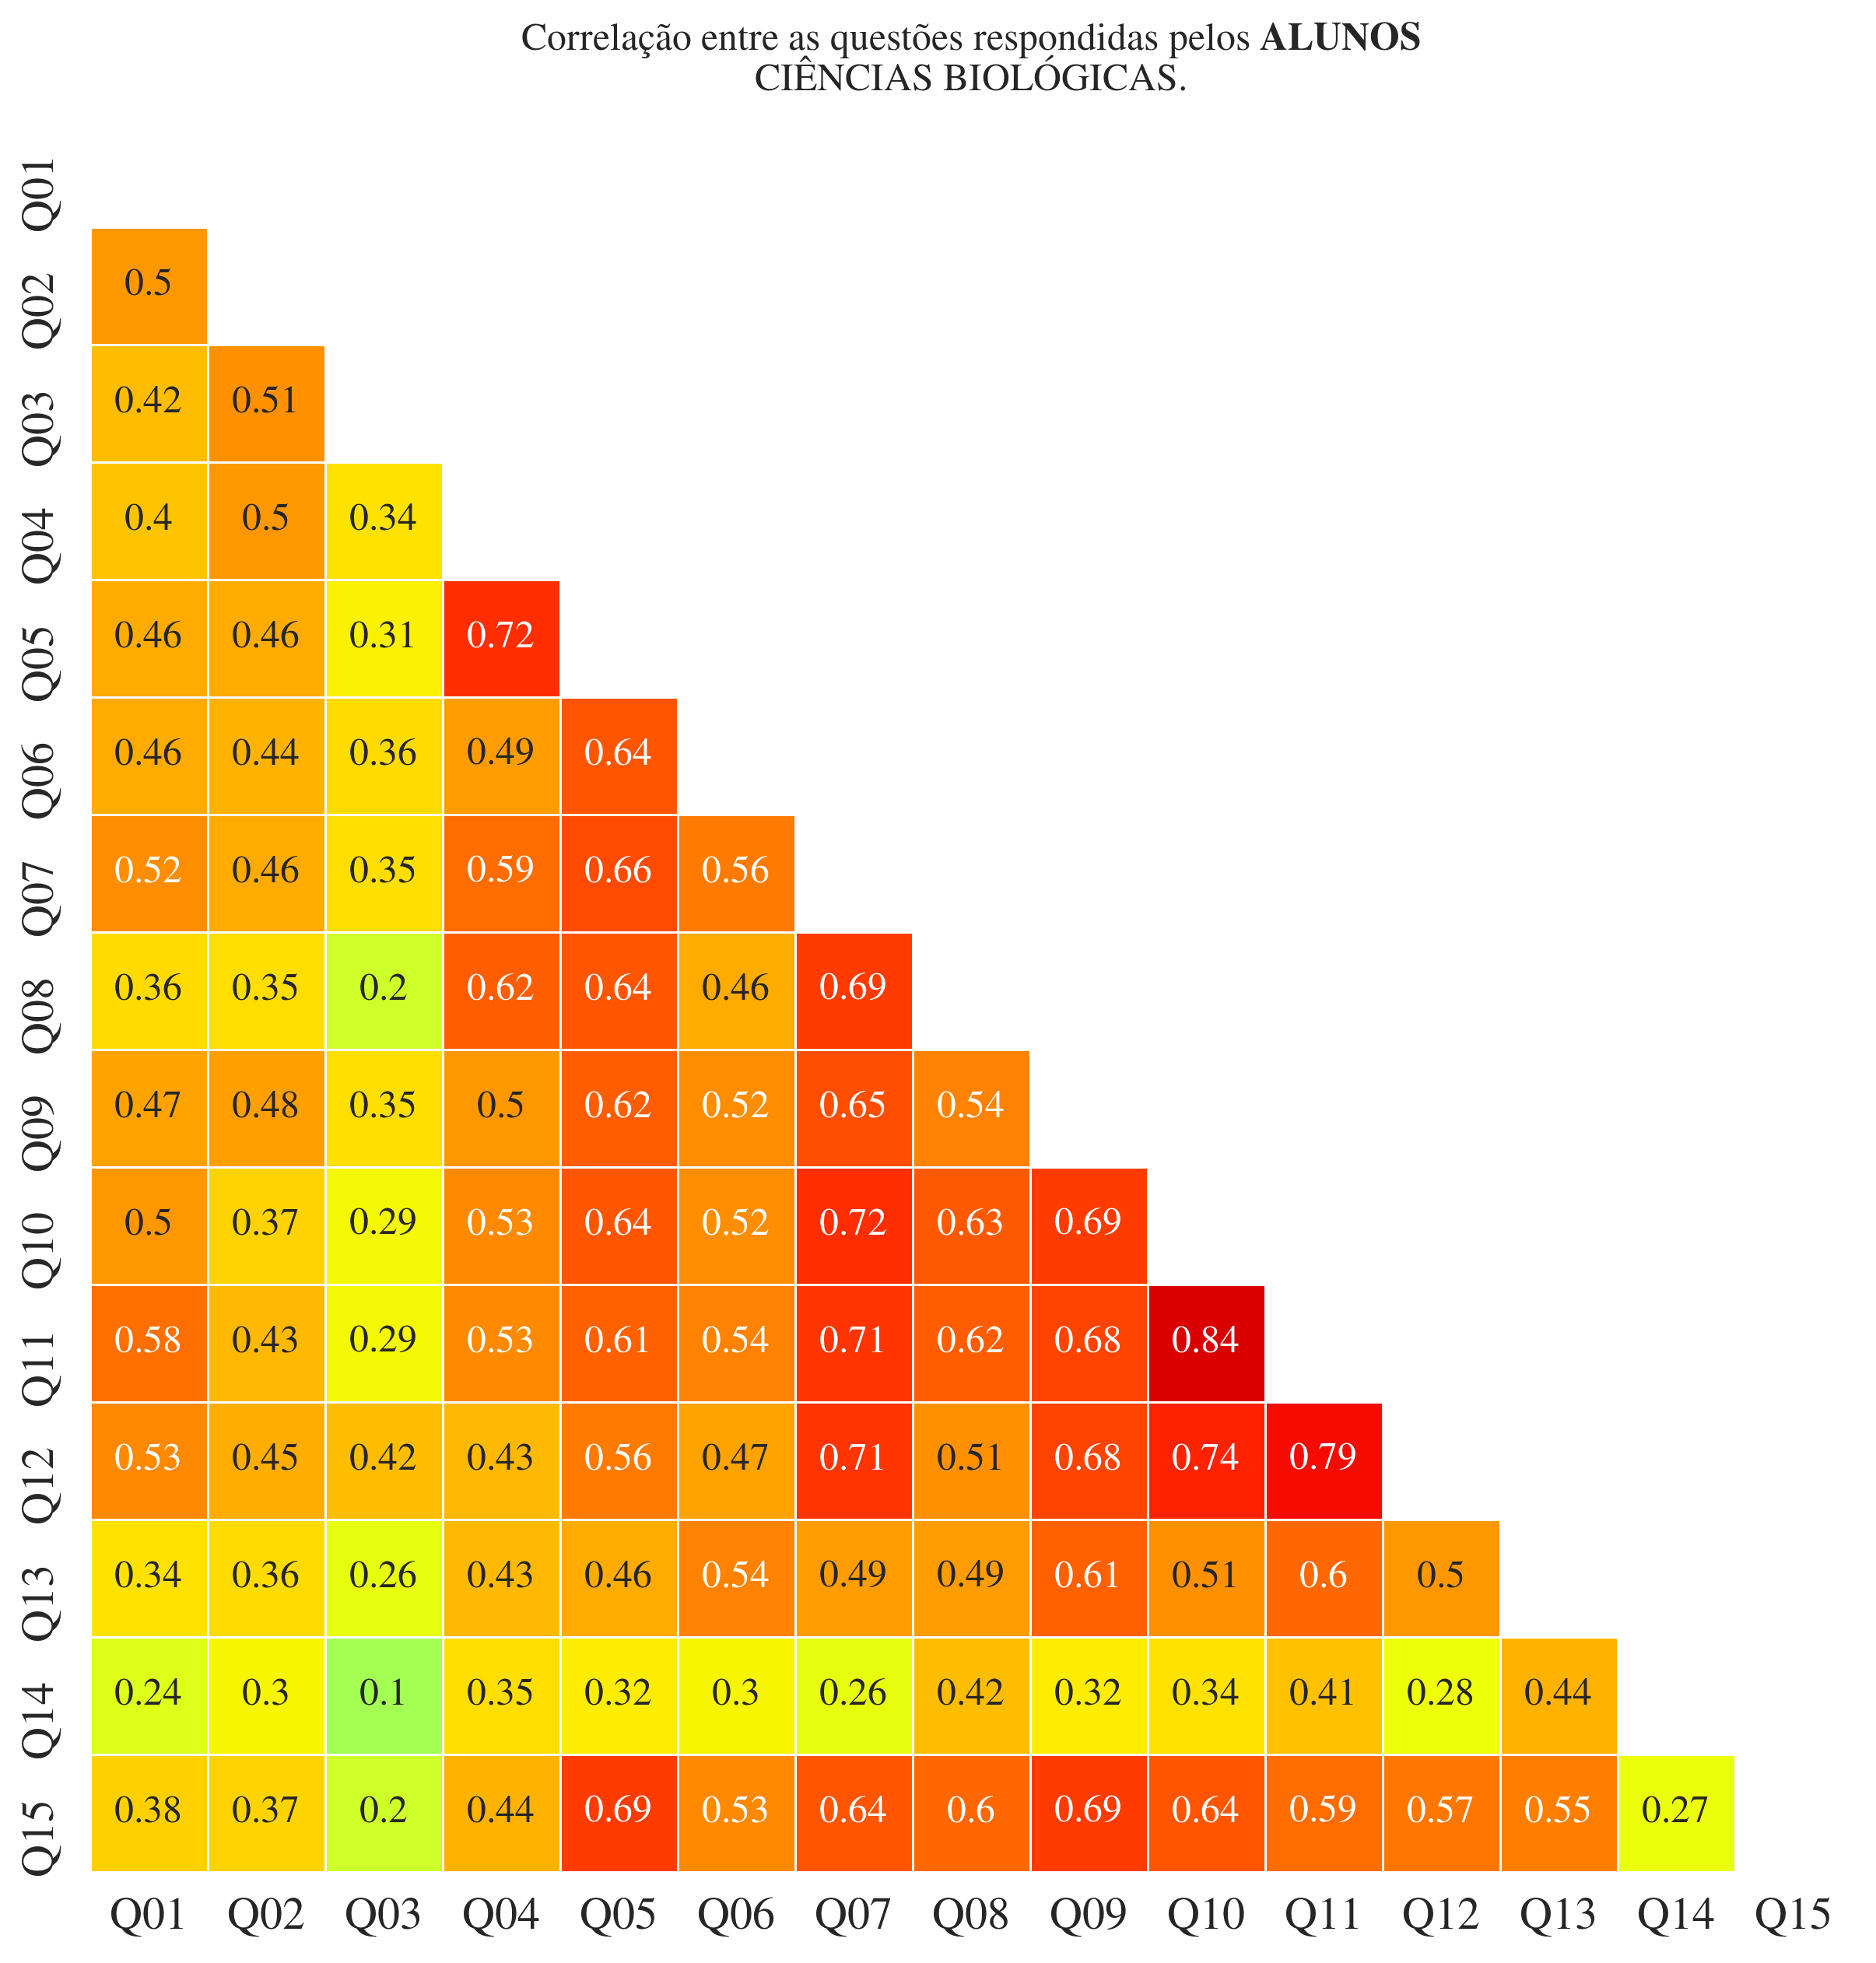 Correlação entre as questões respondidas pelos ALUNOS
CIÊNCIAS BIOLÓGICAS.
Q01
Q02 0.5
Q03 0.42 0.51
Q04 0.4 0.5 0.34
Q05 0.46 0.46 0.31 0.72
Q06 0.46 0.44 0.36 0.49 0.64
Q07 0.52 0.46 0.35 0.59 0.66 0.56
Q08 0.36 0.35 0.2 0.62 0.64 0.46 0.69
Q09 0.47 0.48 0.35 0.5 0.62 0.52 0.65 0.54
Q10 0.5 0.37 0.29 0.53 0.64 0.52 0.72 0.63 0.69
Q11 0.58 0.43 0.29 0.53 0.61 0.54 0.71 0.62 0.68 0.84
Q12 0.53 0.45 0.42 0.43 0.56 0.47 0.71 0.51 0.68 0.74 0.79
Q13 0.34 0.36 0.26 0.43 0.46 0.54 0.49 0.49 0.61 0.51 0.6 0.5
Q14 0.24 0.3 0.1 0.35 0.32 0.3 0.26 0.42 0.32 0.34 0.41 0.28 0.44
Q15 0.38 0.37 0.2 0.44 0.69 0.53 0.64 0.6 0.69 0.64 0.59 0.57 0.55 0.27
Q01 Q02 Q03 Q04 Q05 Q06 Q07 Q08 Q09 Q10 Q11 Q12 Q13 Q14 Q15